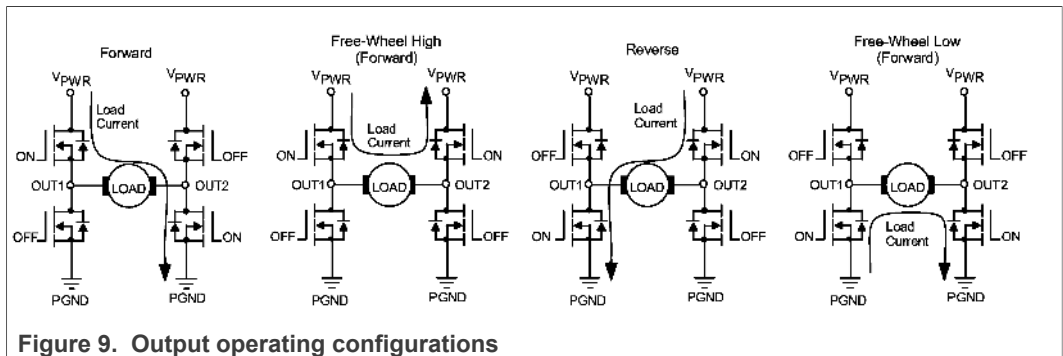 Forward
VPWR
VPWR
Load
Current
ON
OFF
OUT1
LOAD
OUT2
OFF
ON
PGND
PGND
Free-Wheel High
(Forward)
VPWR
VPWR
Load
Current
ON
ON
OUT1
LOAD
OUT2
OFF
OFF
PGND
PGND
Reverse
VPWR
VPWR
Load
Current
OFF
ON
OUT1
LOAD
OUT2
ON
OFF
PGND
PGND
Free-Wheel Low
(Forward)
VPWR
VPWR
OFF
OFF
OUT1
LOAD
OUT2
ON
Load
Current
ON
PGND
PGND
Figure 9. Output operating configurations